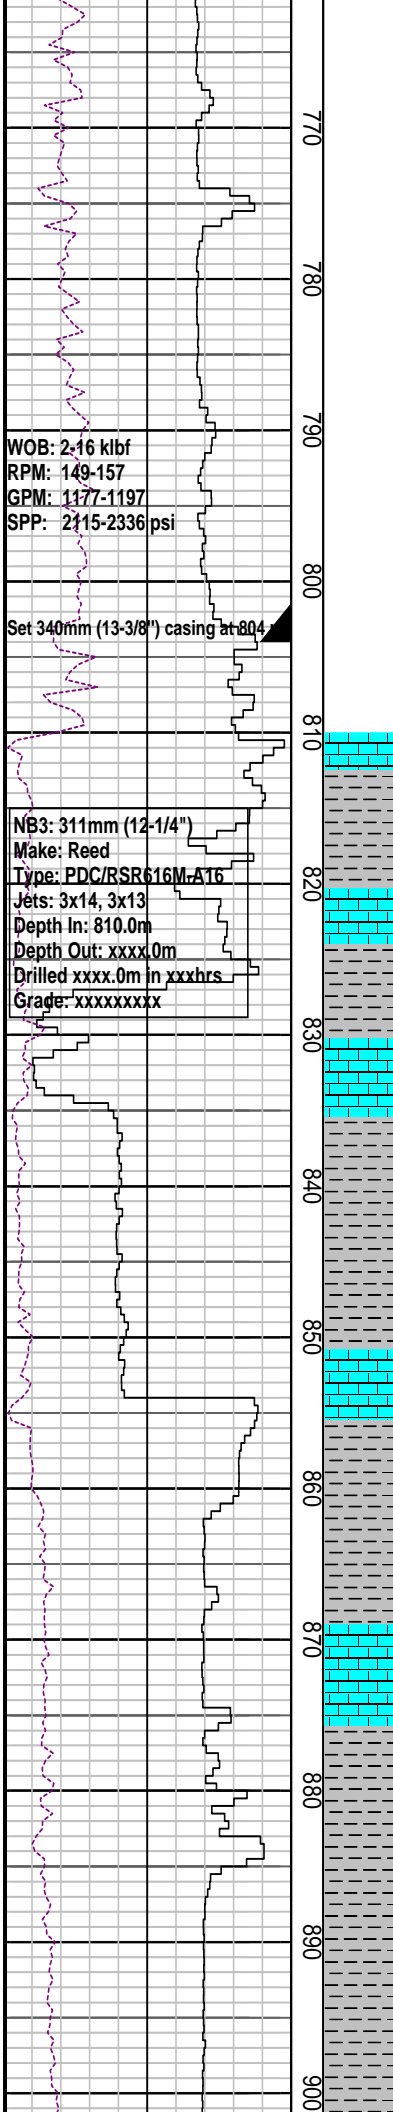 770
780
790
WOB: 2-16 klbf
RPM: 149-157
GPM: 1177-1197
SPP: 2115-2336 psi
800
Set 340mm (13-3/8") casing at 804
810
NB3: 311mm (12-1/4")
Make: Reed
Type: PDC/RSR616M-A16
Jets: 3x14, 3x13
Depth In: 810.0m
Depth Out: xxxx.0m
Drilled xxxx.0m in xxxhrs
Grade: xxxxxxxxx
820
830
840
850
860
870
880
890
900